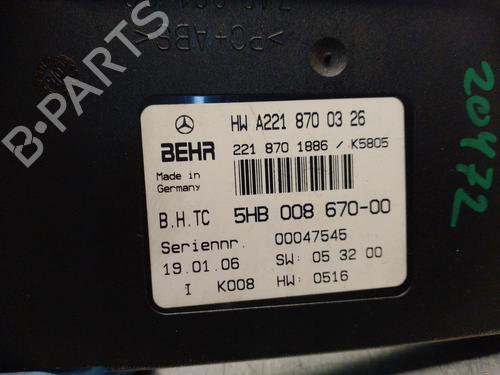 >PC+ABS<
B-PARTS
20472
HW A221 870 03 26
BEHR
221 870 1886 / K5805
Made in
Germany
B.H.TC
5HB 008 670-00
Seriennr.
00047545
19.01.06
SW: 05 32 00
I K008 HW: 0516